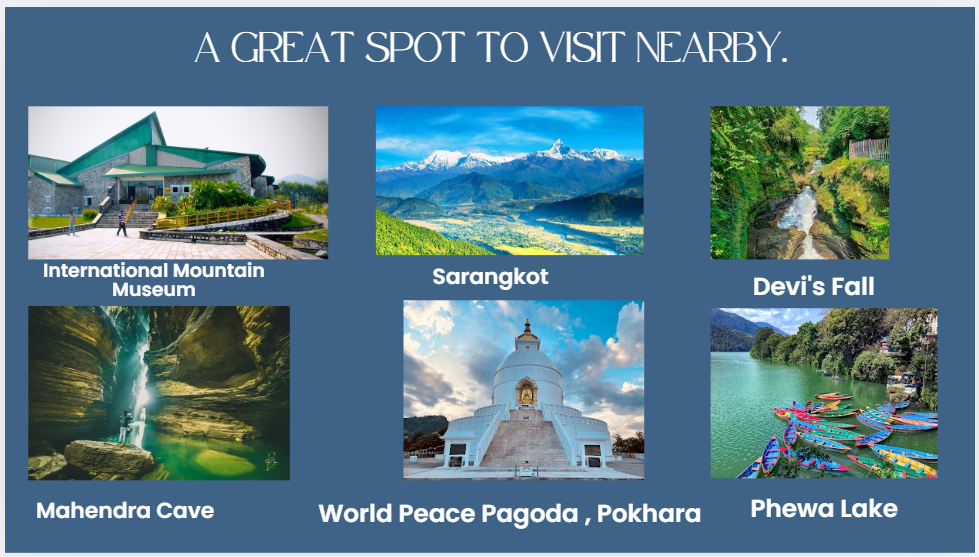 A GREAT SPOT TO VISIT NEARBY.
International Mountain
Museum
Sarangkot
Devi's Fall
Mahendra Cave
World Peace Pagoda , Pokhara
Phewa Lake